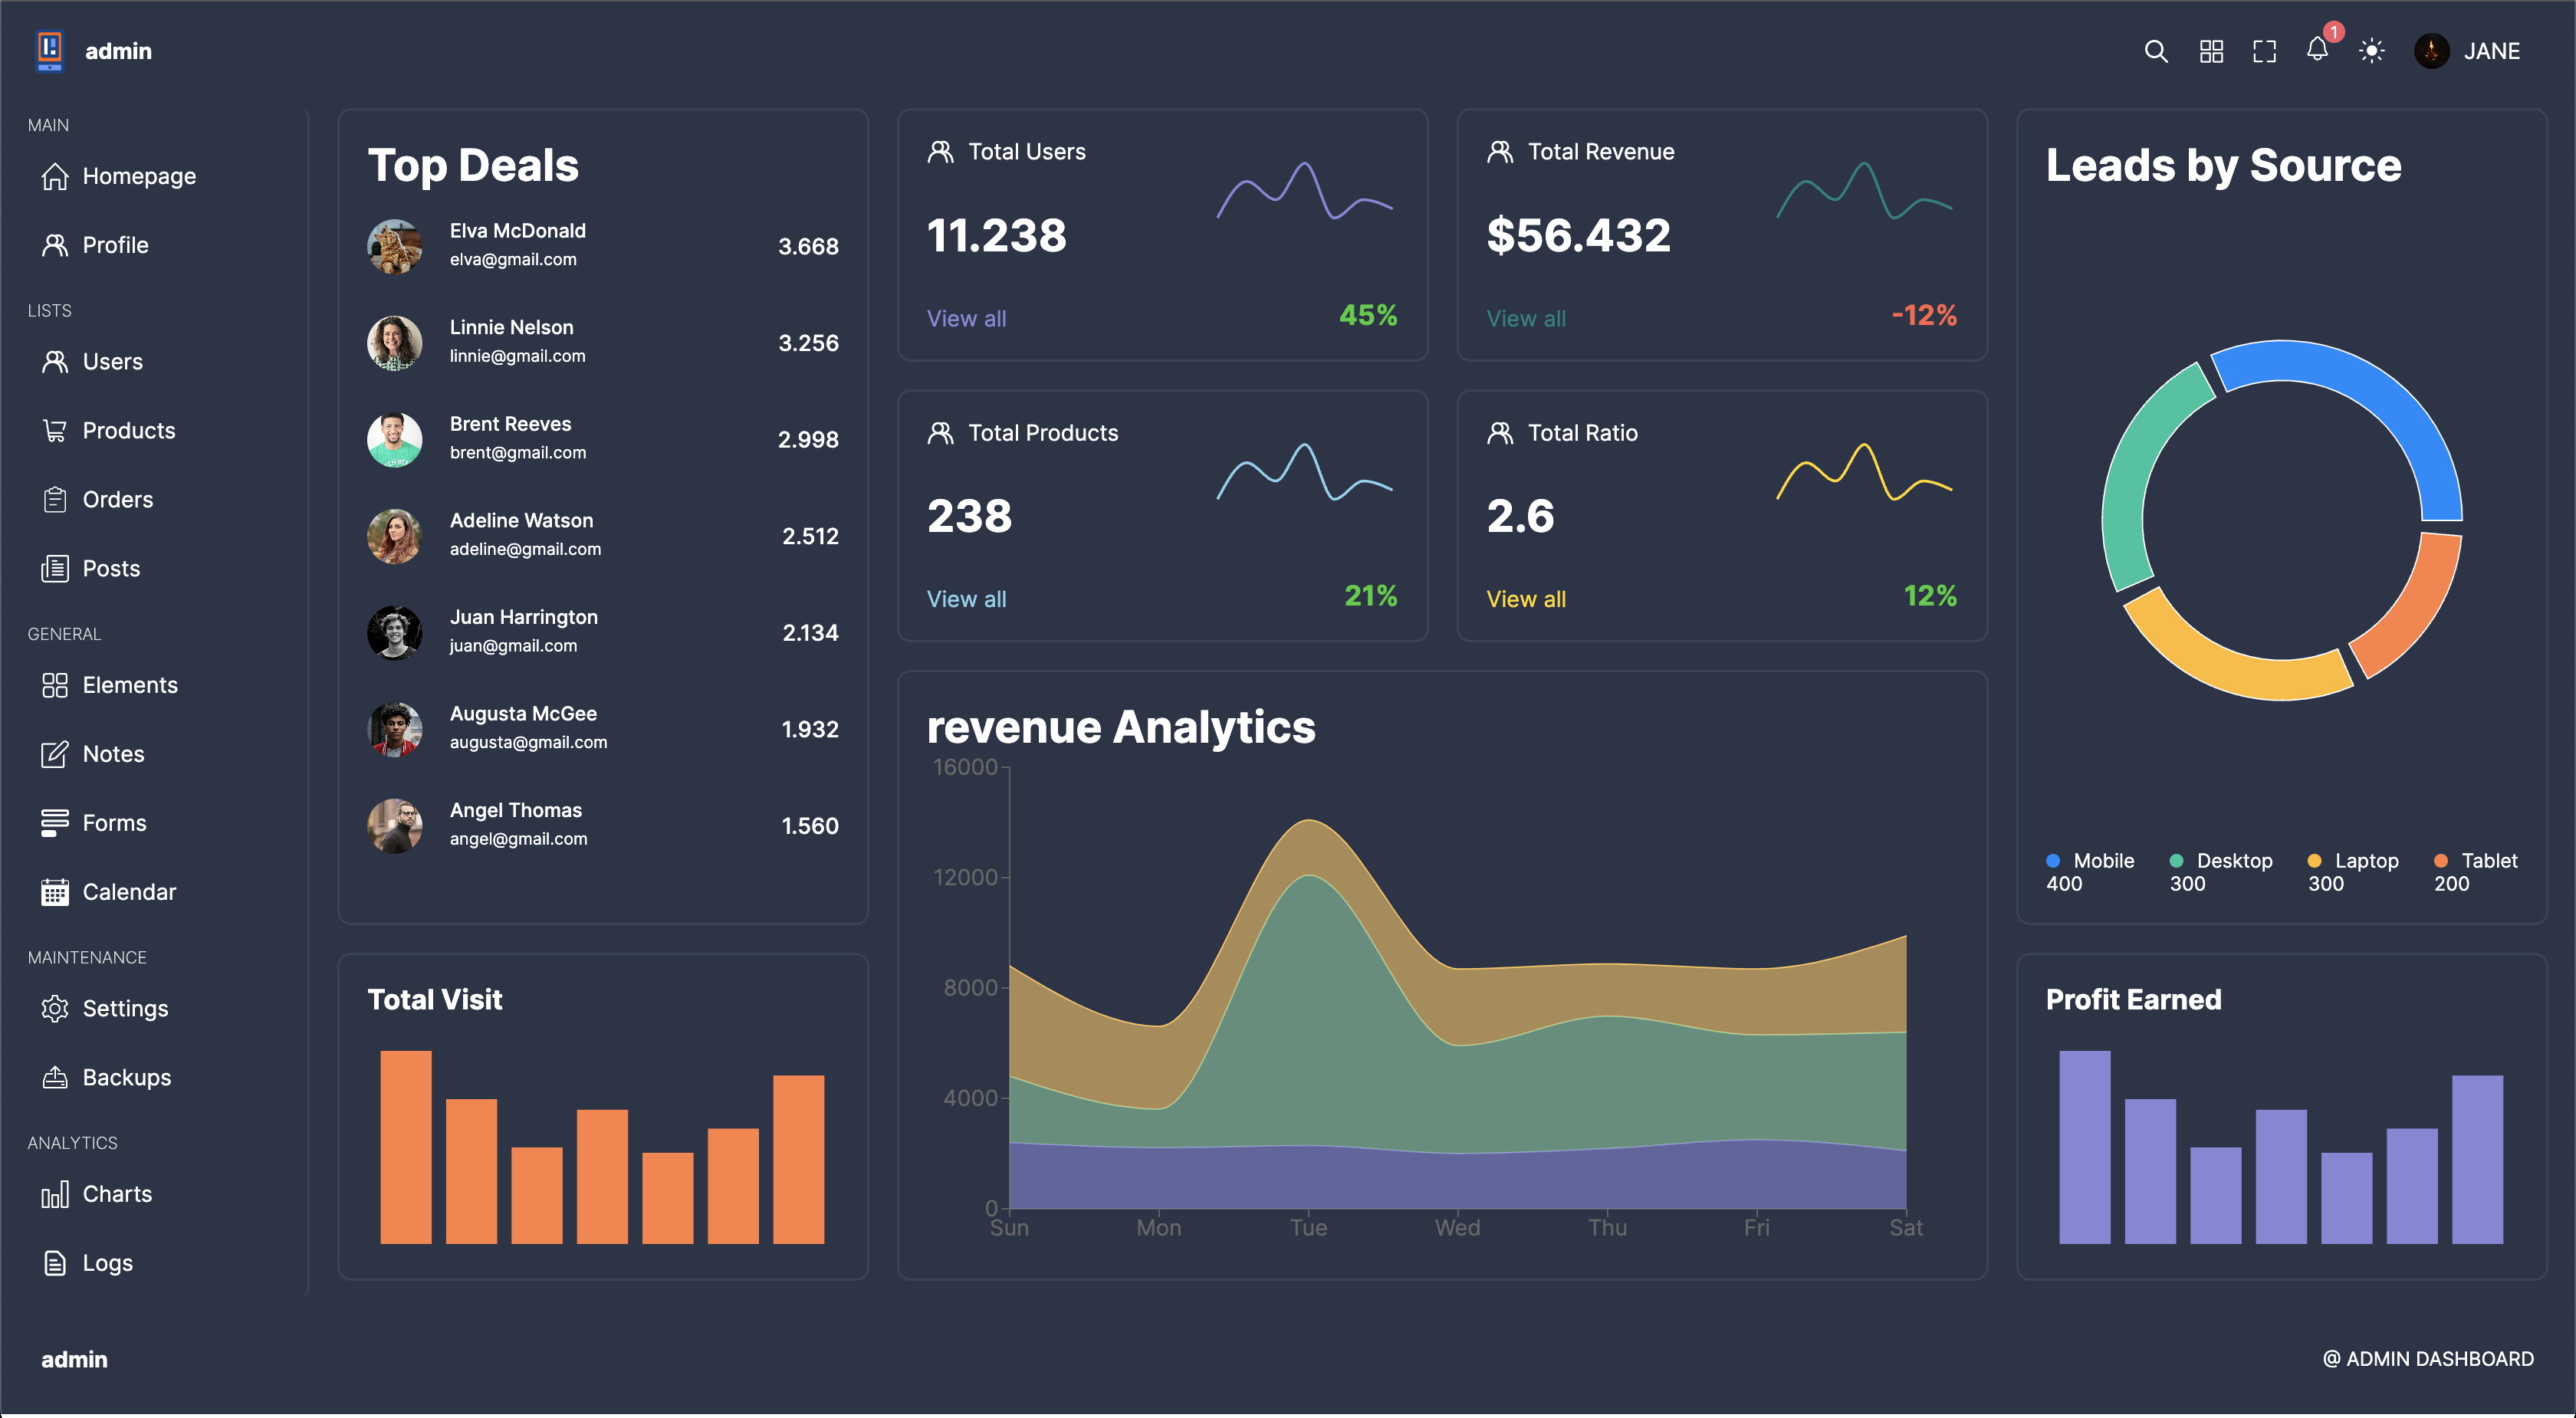 admin
1
JANE
MAIN
Homepage
Profile
LISTS
Users
Products
Orders
Posts
GENERAL
Elements
Notes
Forms
Calendar
MAINTENANCE
Settings
Backups
ANALYTICS
Charts
Logs
Top Deals
Elva McDonald
elva@gmail.com
3.668
Linnie Nelson
linnie@gmail.com
3.256
Brent Reeves
brent@gmail.com
2.998
Adeline Watson
adeline@gmail.com
2.512
Juan Harrington
juan@gmail.com
2.134
Augusta McGee
augusta@gmail.com
1.932
Angel Thomas
angel@gmail.com
1.560
Total Visit
Total Users
11.238
View all
45%
Total Revenue
$56.432
View all
-12%
Total Products
238
View all
21%
Total Ratio
2.6
View all
12%
revenue Analytics
16000
12000
8000
4000
0
Sun Mon Tue Wed Thu Fri Sat
Leads by Source
Mobile
400
Desktop
300
Laptop
300
Tablet
200
Profit Earned
admin
@ ADMIN DASHBOARD